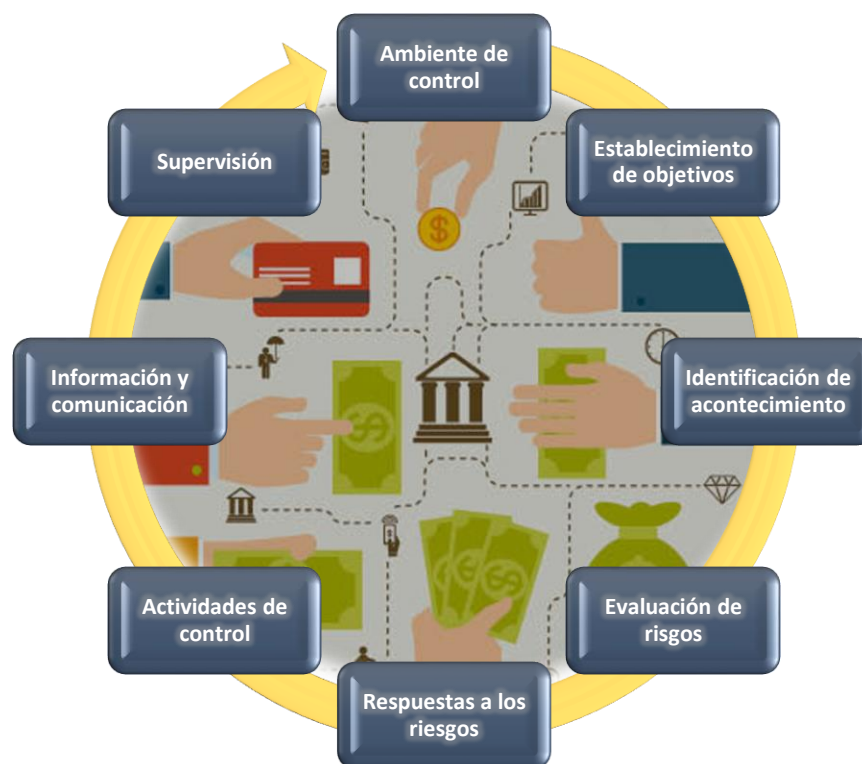 Ambiente de
control
Establecimiento
de objetivos
Identificación de
acontecimiento
Evaluación de
risgos
Respuestas a los
riesgos
Actividades de
control
Información y
comunicación
Supervisión